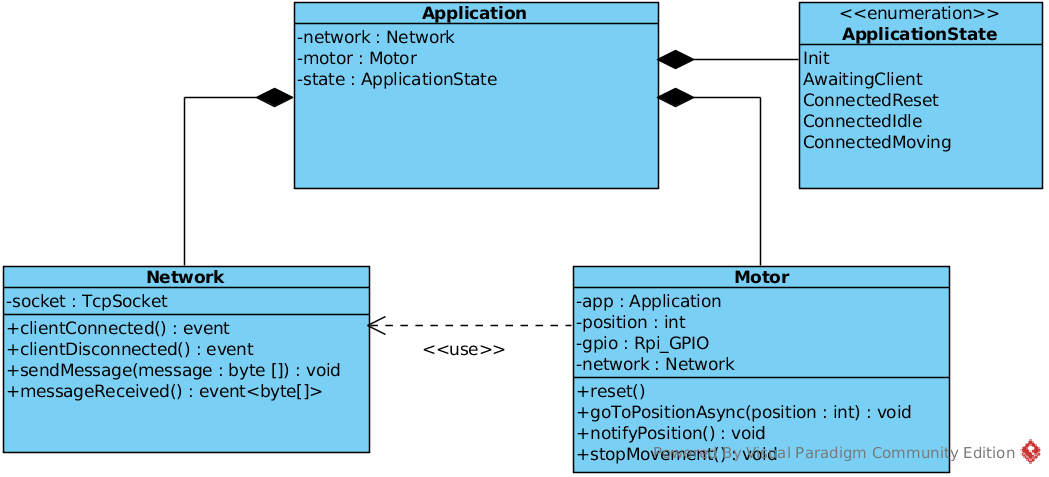 Application
-network : Network
-motor : Motor
-state : ApplicationState
<<enumeration>>
ApplicationState
Init
AwaitingClient
ConnectedReset
ConnectedIdle
ConnectedMoving
Network
-socket : TcpSocket
+clientConnected() : event
+clientDisconnected() : event
+sendMessage(message : byte []) : void
+messageReceived() : event<byte[]>
<<use>>
Motor
-app : Application
-position : int
-gpio : Rpi_GPIO
-network : Network
+reset()
+goToPositionAsync(position : int) : void
+notifyPosition() : void
+stopMovement() : void
Powered By Visual Paradigm Community Edition